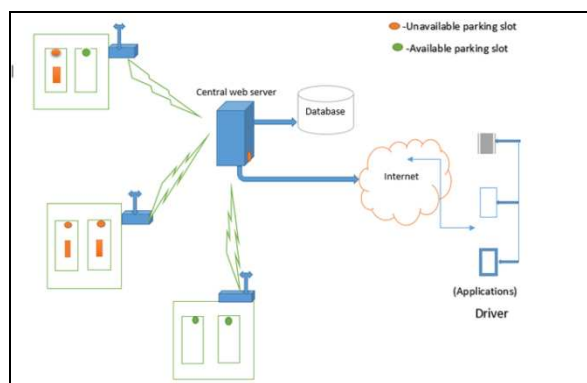 -Unavailable parking slot
-Available parking slot
Central web server
Database
Internet
(Applications)
Driver